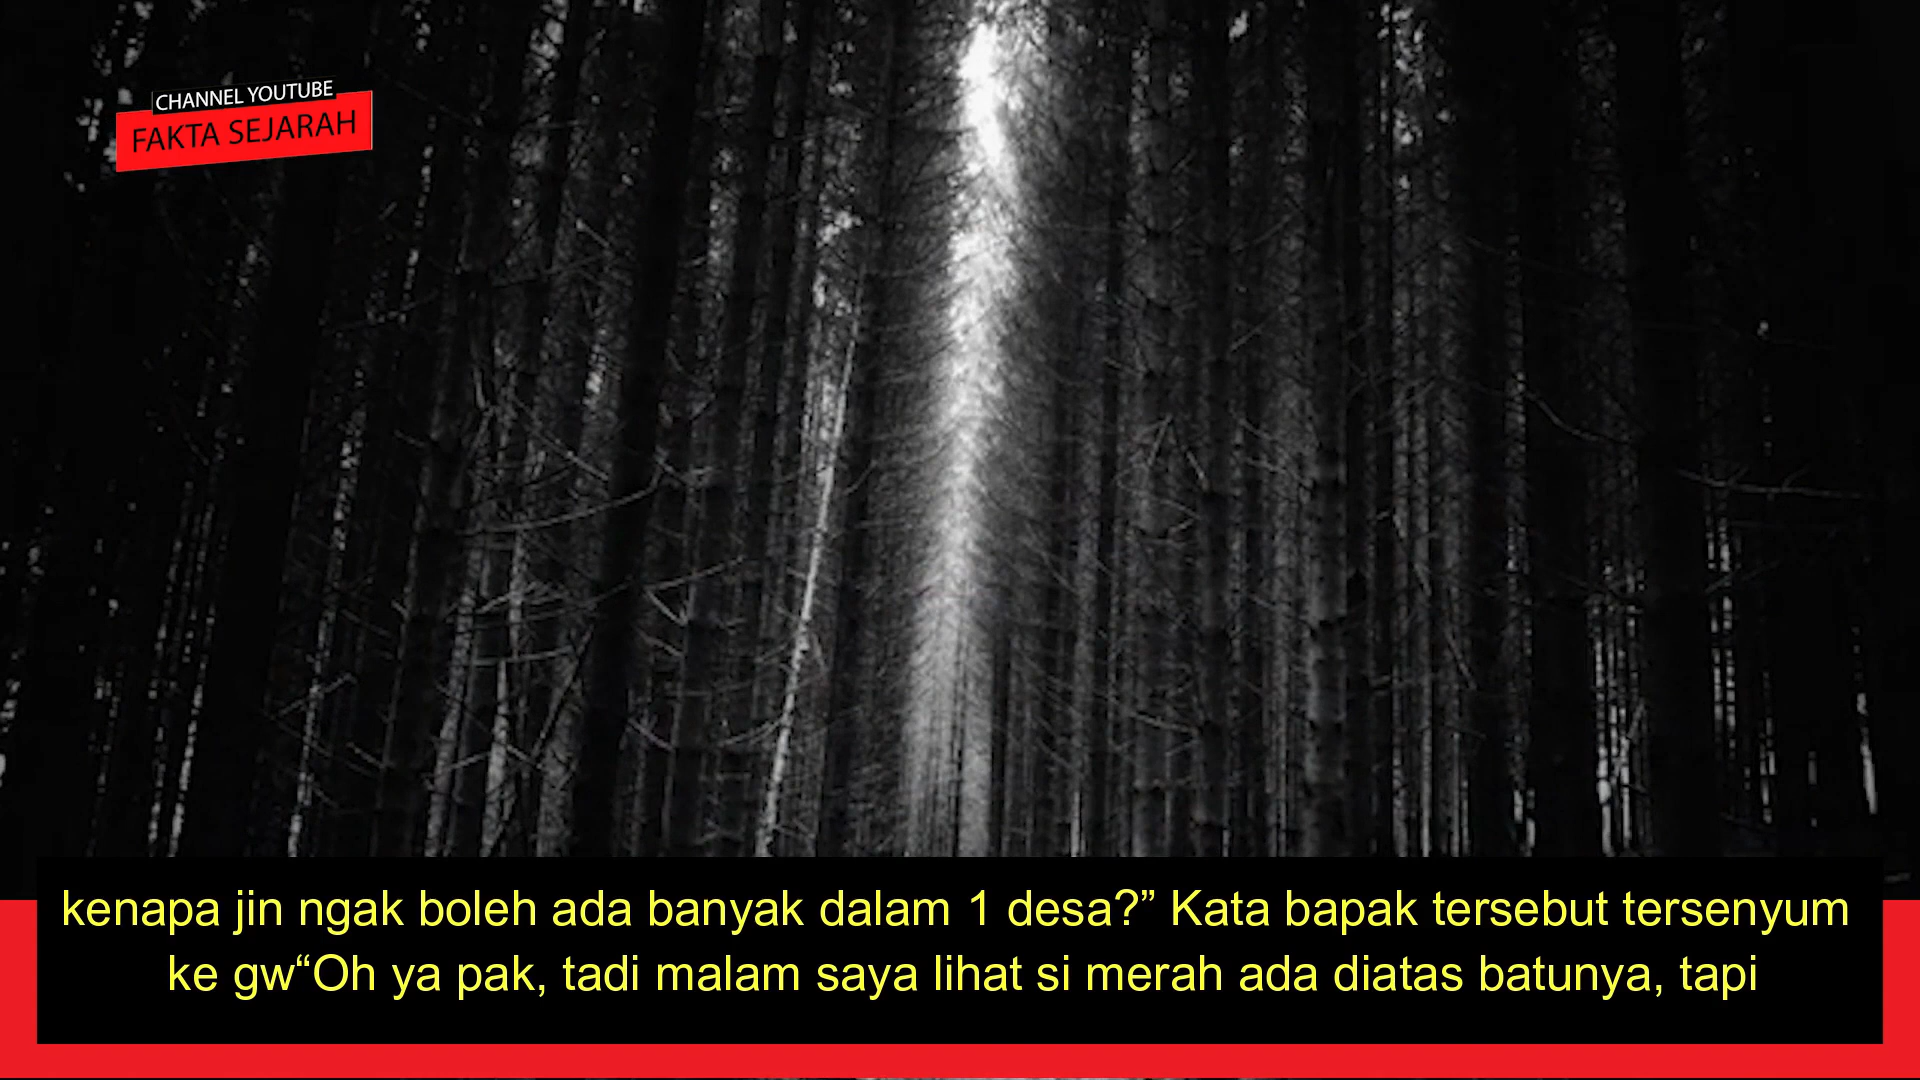 CHANNEL YOUTUBE
FAKTA SEJARAH
kenapa jin ngak boleh ada banyak dalam 1 desa?” Kata bapak tersebut tersenyum
ke gw“Oh ya pak, tadi malam saya lihat si merah ada diatas batunya, tapi